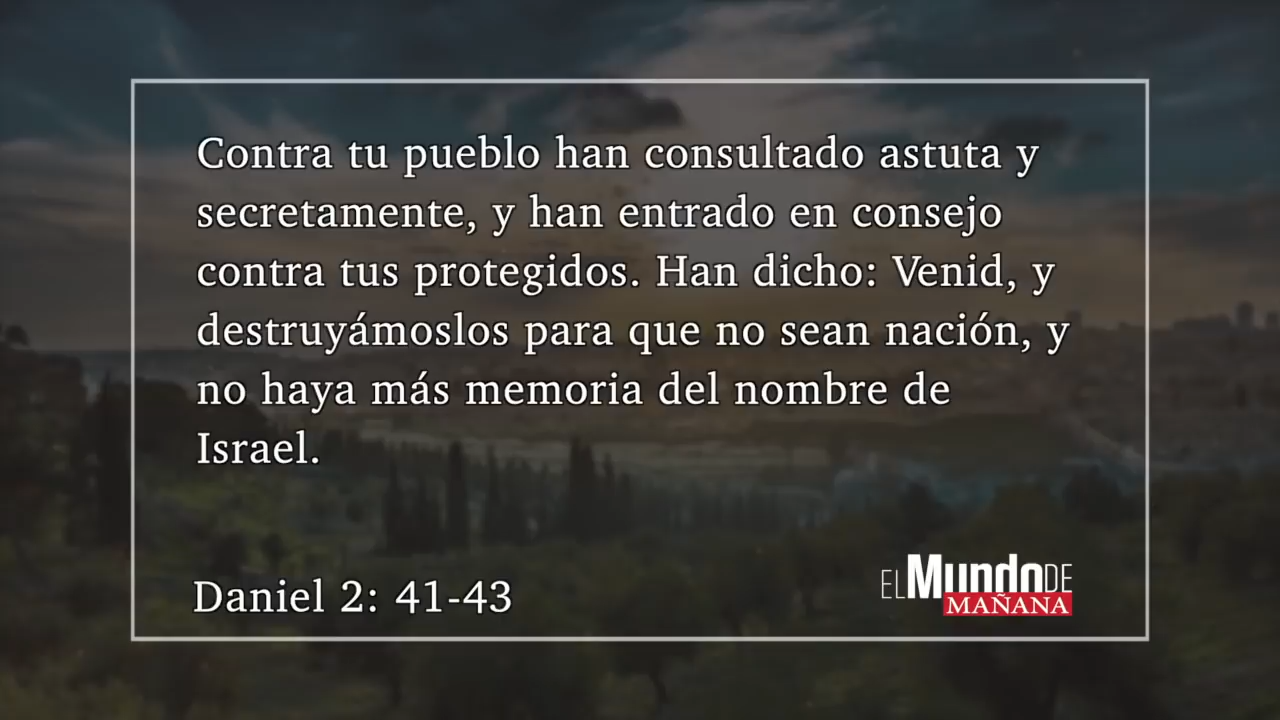 Contra tu pueblo han consultado astuta y
secretamente, y han entrado en consejo
contra tus protegidos. Han dicho: Venid, y
destruyámoslos para que no sean nación, y
no haya más memoria del nombre de
Israel.
Daniel 2: 41-43
EL Mundo DE
MAÑANA